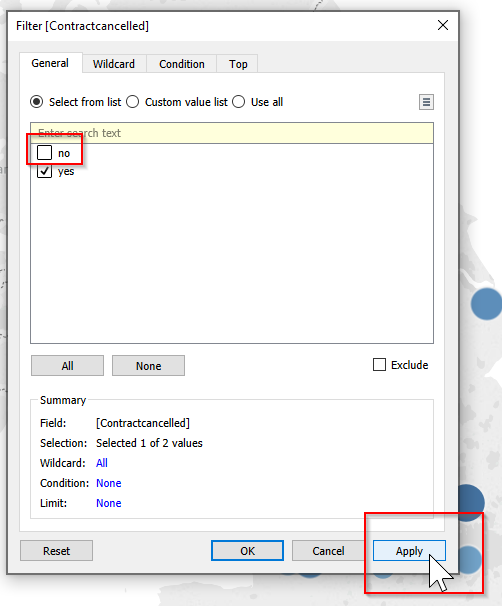 Filter [Contractcancelled]
General Wildcard Condition Top
Select from list Custom value list Use all
Enter search text
no
yes
All None Exclude
Summary
Field: [Contractcancelled]
Selection: Selected 1 of 2 values
Wildcard: All
Condition: None
Limit: None
Reset OK Cancel Apply